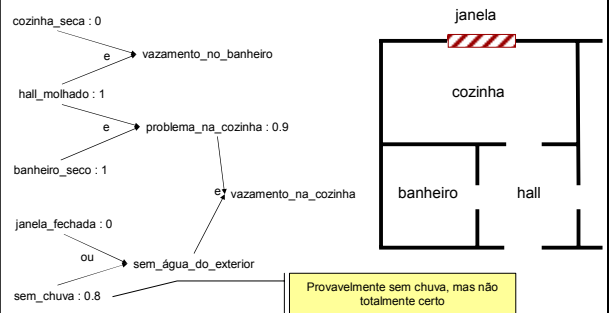 cozinha_seca : 0
e
vazamento_no_banheiro
hall_molhado : 1
e
problema_na_cozinha : 0.9
banheiro_seco : 1
e
vazamento_na_cozinha
janela_fechada : 0
ou
sem_água_do_exterior
sem_chuva : 0.8
Provavelmente sem chuva, mas não
totalmente certo
janela
cozinha
banheiro
hall